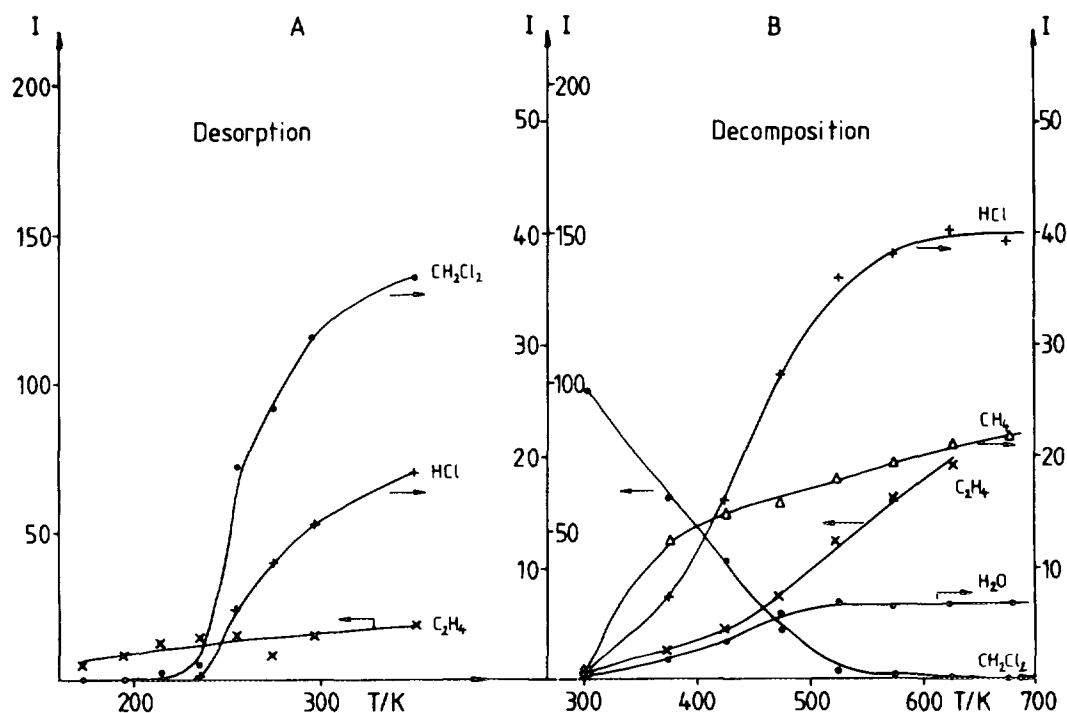 I A I I B I
200 200
50 50
Desorption Decomposition
150 40 150 HCl 40
CH₂Cl₂
30 30
100 100
CH₄
HCl 20 20
C₂H₄
50 50
10 10
H₂O
C₂H₄
CH₂Cl₂
200 300 T/K 300 400 500 600 T/K 700